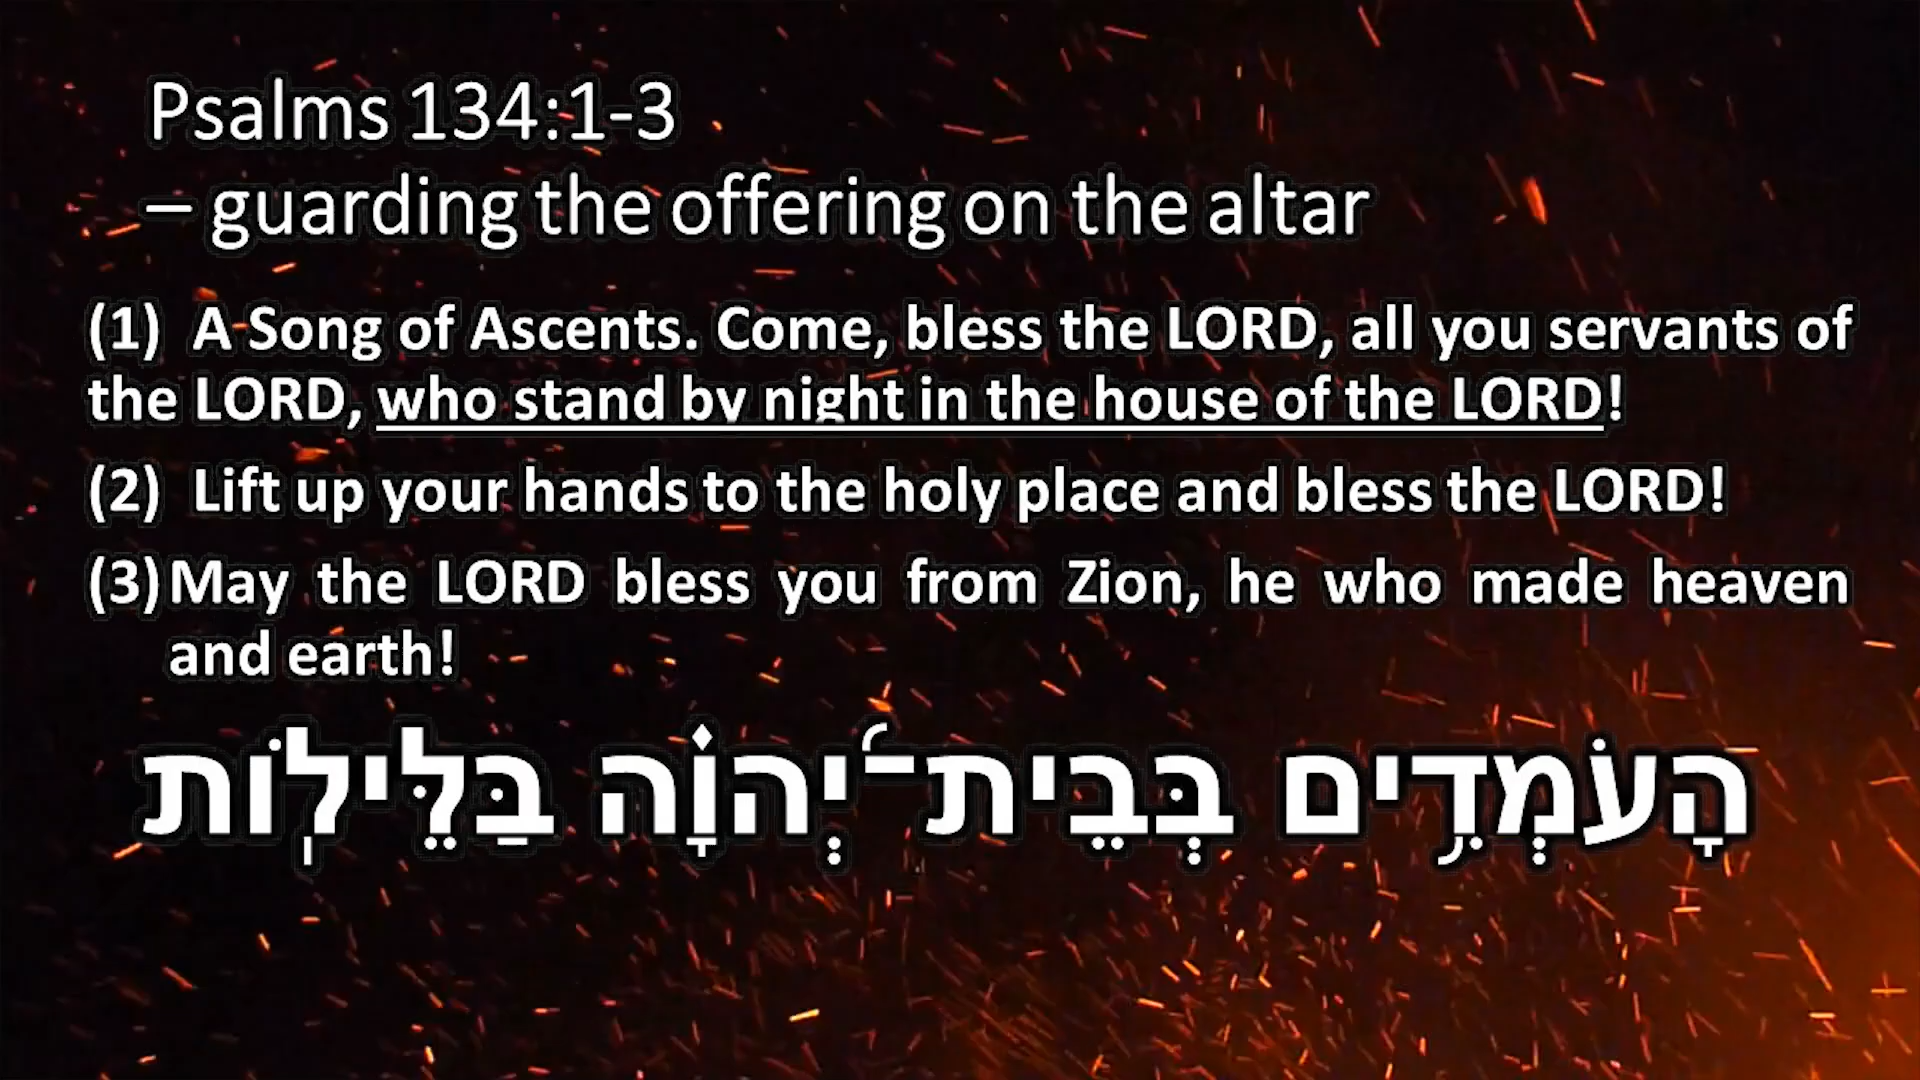 Psalms 134:1-3
– guarding the offering on the altar
(1) A Song of Ascents. Come, bless the LORD, all you servants of
the LORD, who stand by night in the house of the LORD!
(2) Lift up your hands to the holy place and bless the LORD!
(3) May the LORD bless you from Zion, he who made heaven
and earth!
הָעֹמְדִ֥ים בְּבֵית־יְ֝הוָ֗ה בַּלֵּילֽוֹת